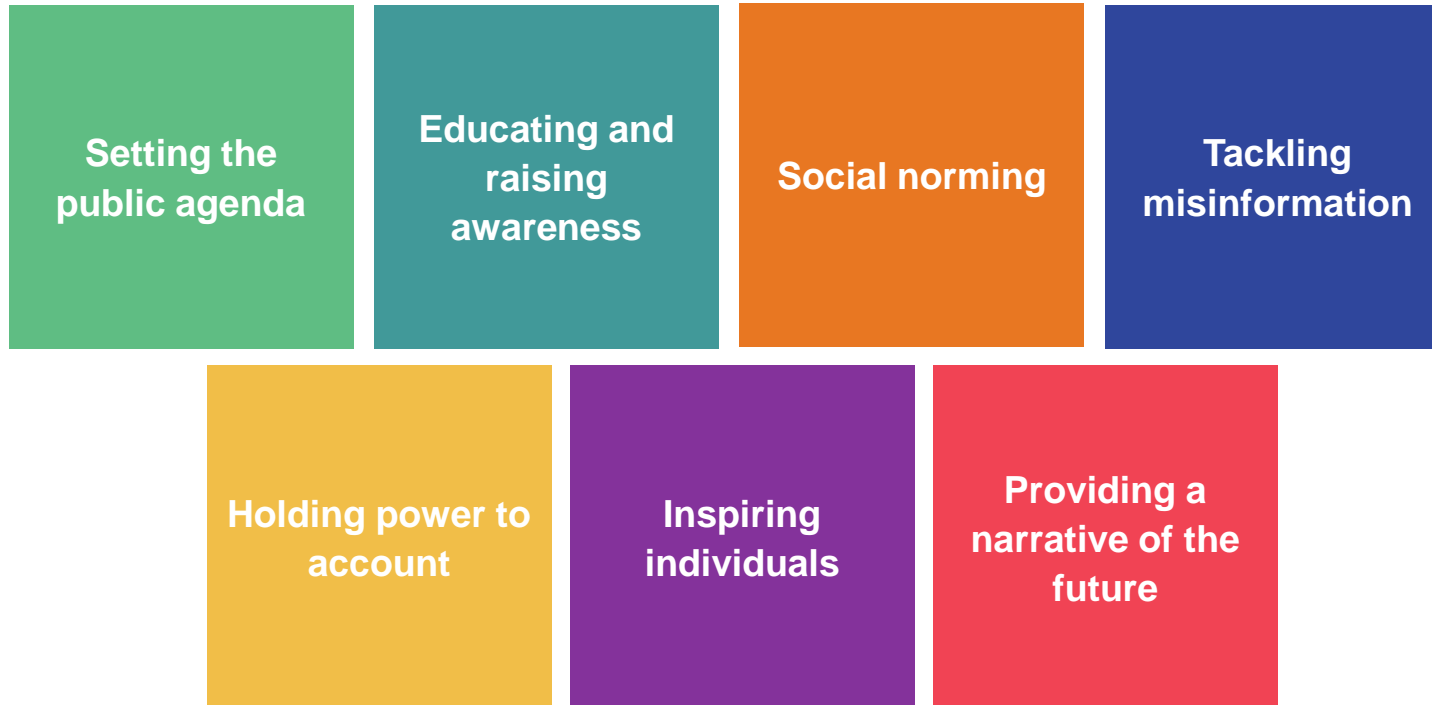 Setting the
public agenda
Educating and
raising
awareness
Social norming
Tackling
misinformation
Holding power to
account
Inspiring
individuals
Providing a
narrative of the
future